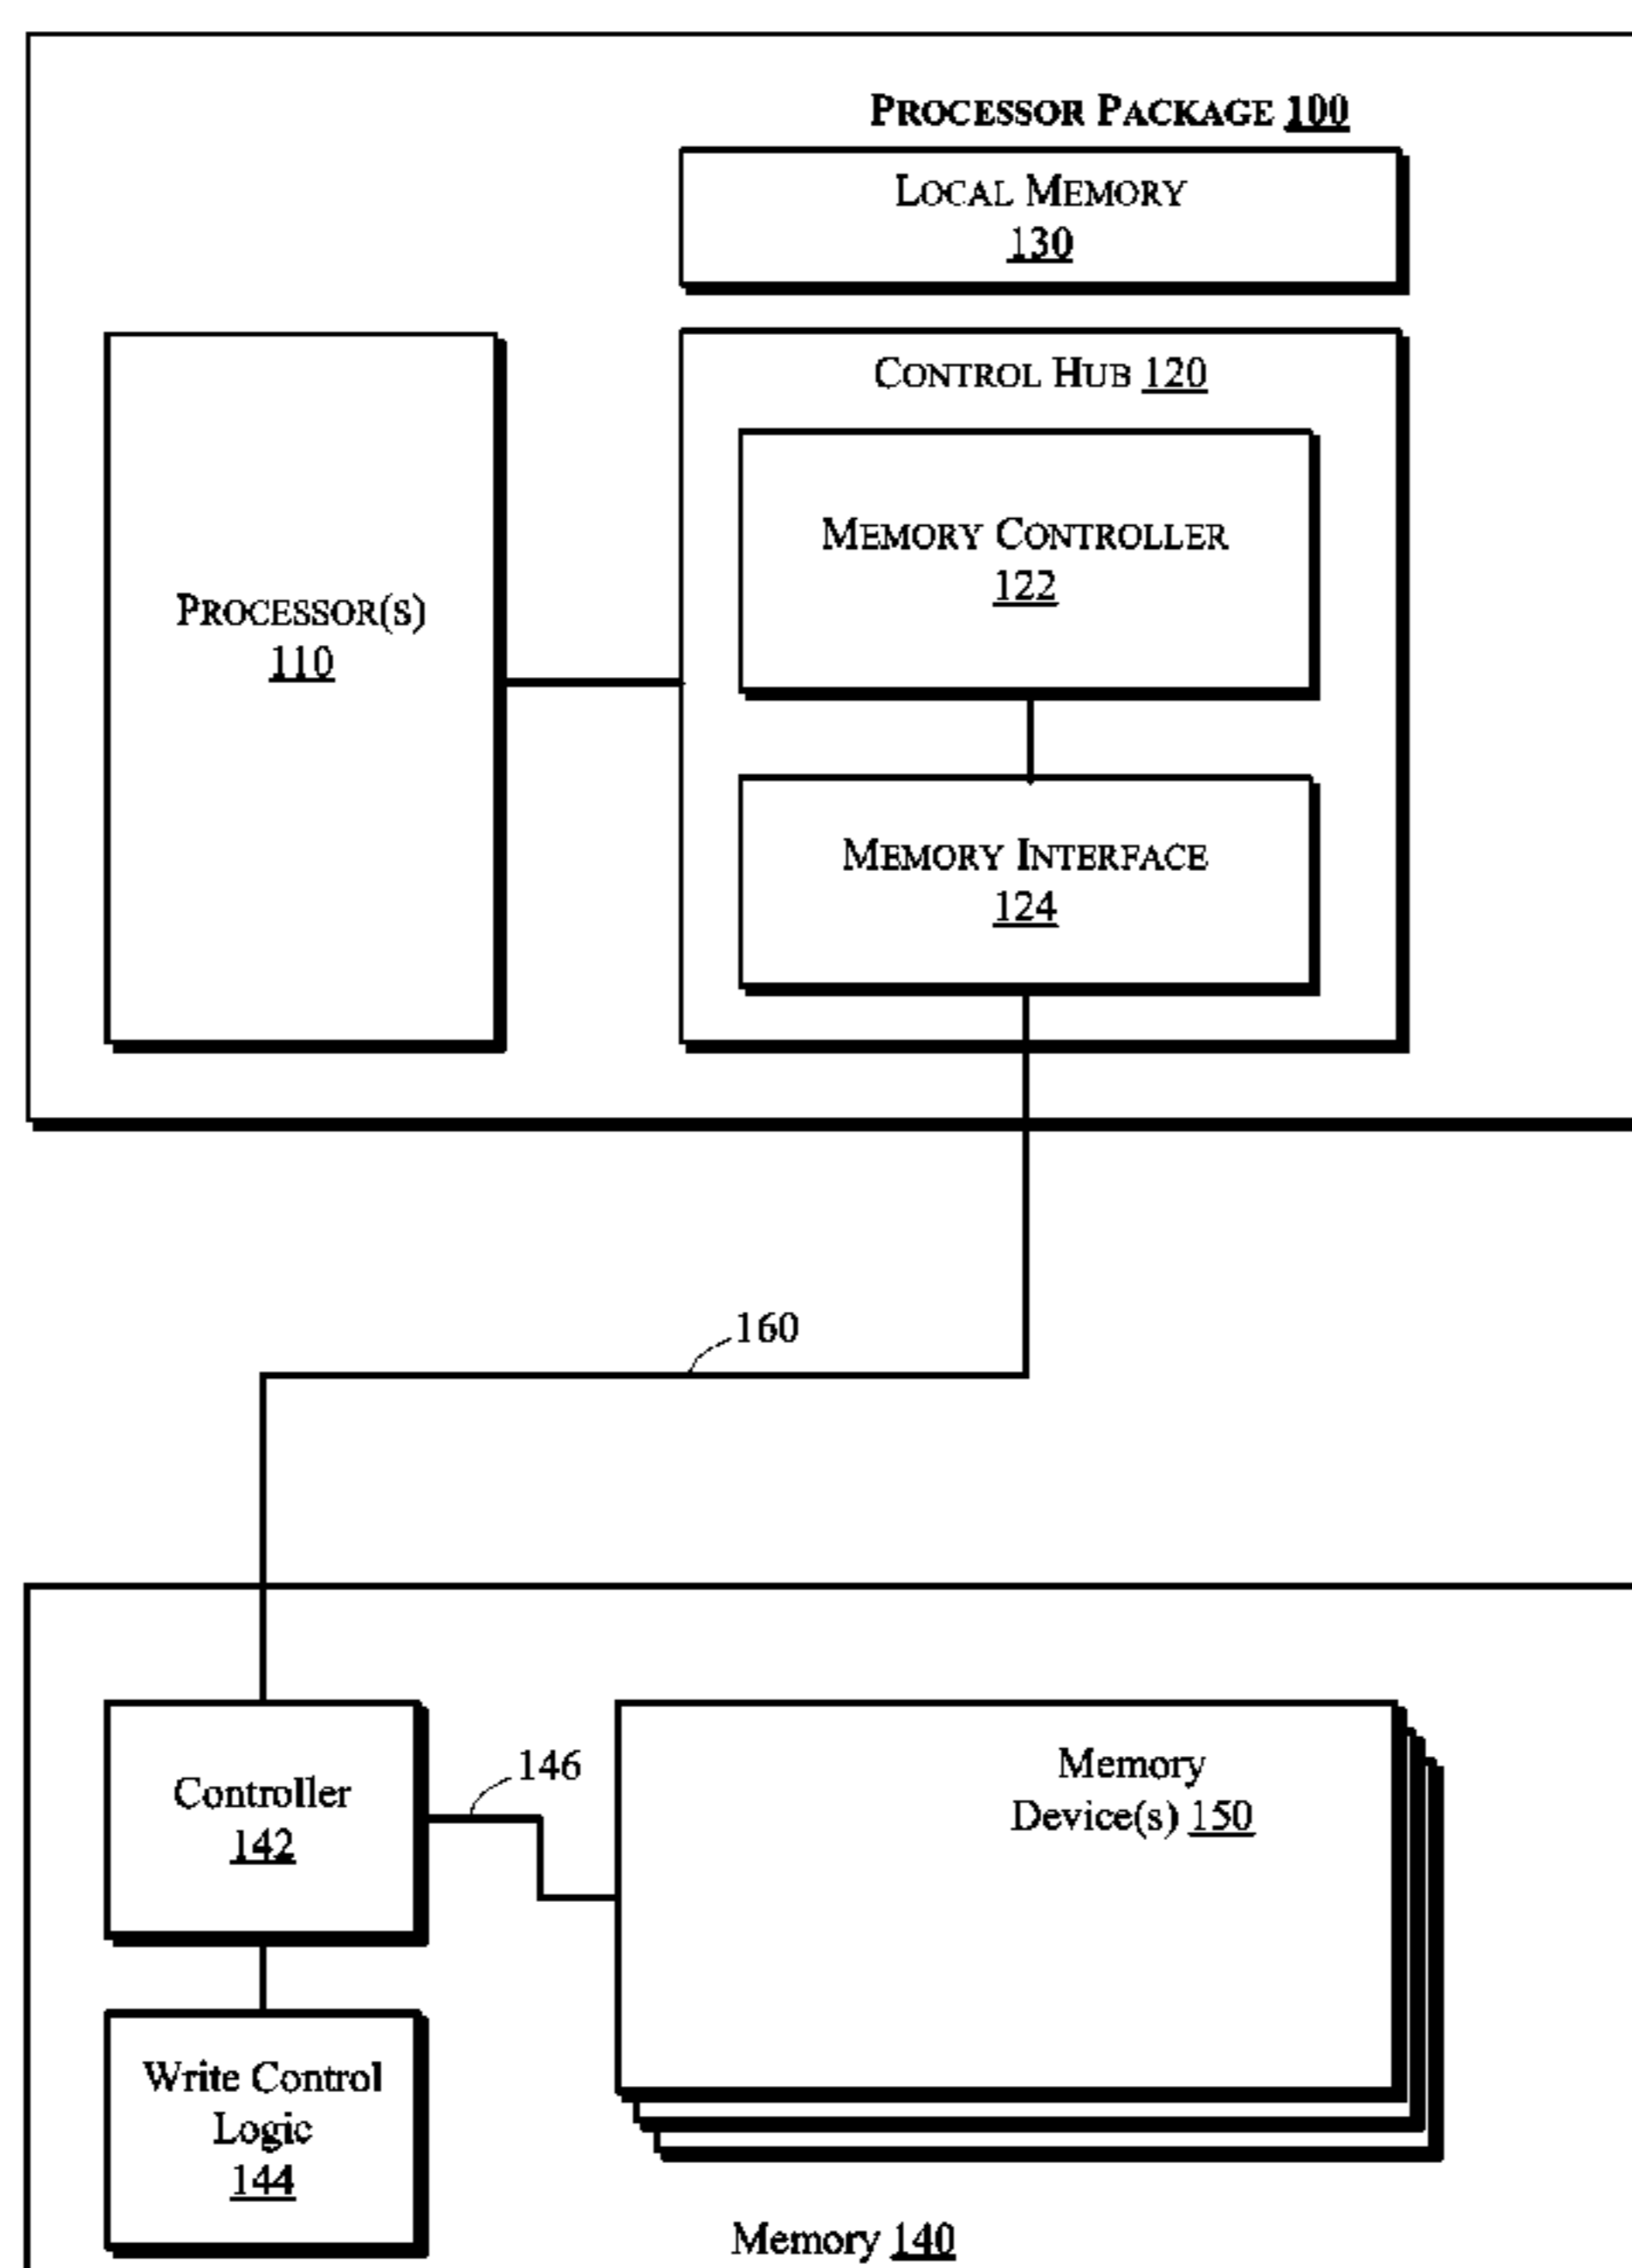 PROCESSOR PACKAGE 100
LOCAL MEMORY
130
CONTROL HUB 120
MEMORY CONTROLLER
122
PROCESSOR(S)
110
MEMORY INTERFACE
124
160
146
Controller
142
Memory
Device(s) 150
Write Control
Logic
144
Memory 140